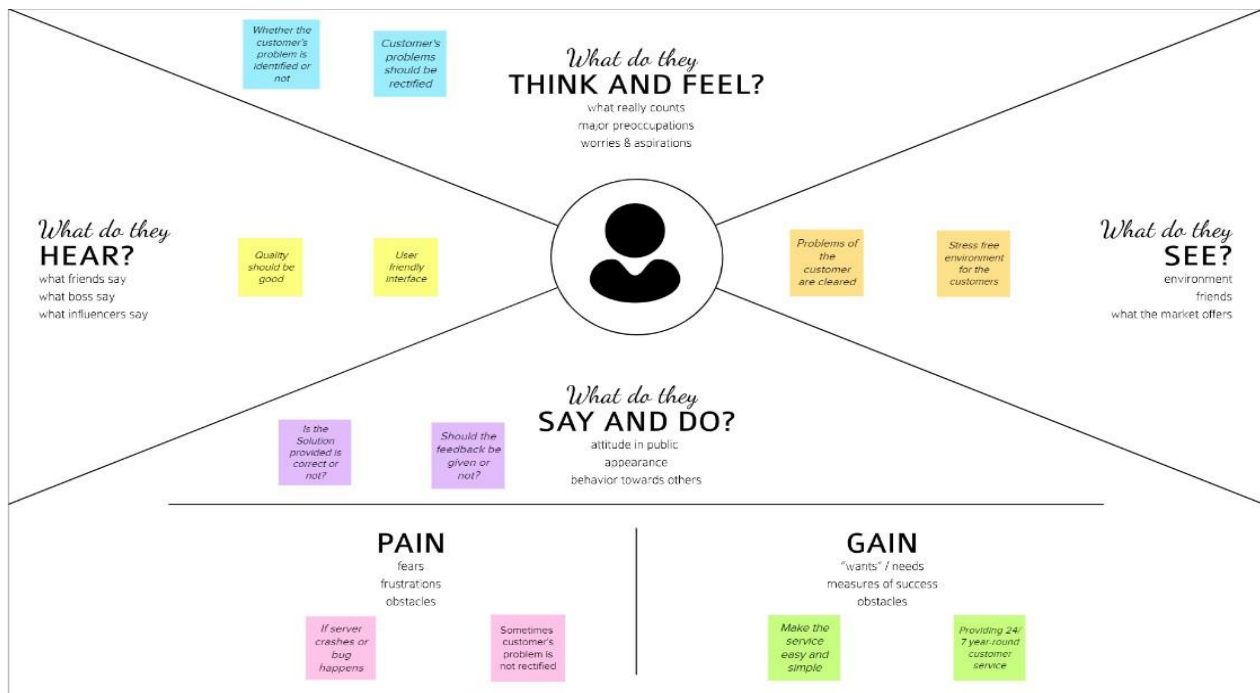 Whether the
customer's
problem is
identified or
not
Customer's
problems
should be
rectified
What do they
THINK AND FEEL?
what really counts
major preoccupations
worries & aspirations
What do they
HEAR?
what friends say
what boss say
what influencers say
Quality
should be
good
User
friendly
interface
Problems of
the
customer
are cleared
Stress free
environment
for the
customers
What do they
SEE?
environment
friends
what the market offers
What do they
SAY AND DO?
attitude in public
appearance
behavior towards others
Is the
Solution
provided is
correct or
not?
Should the
feedback be
given or
not?
PAIN
fears
frustrations
obstacles
If server
crashes or
bug
happens
Sometimes
customer's
problem is
not rectified
GAIN
"wants" / needs
measures of success
obstacles
Make the
service
easy and
simple
Providing 24/
7 year-round
customer
service